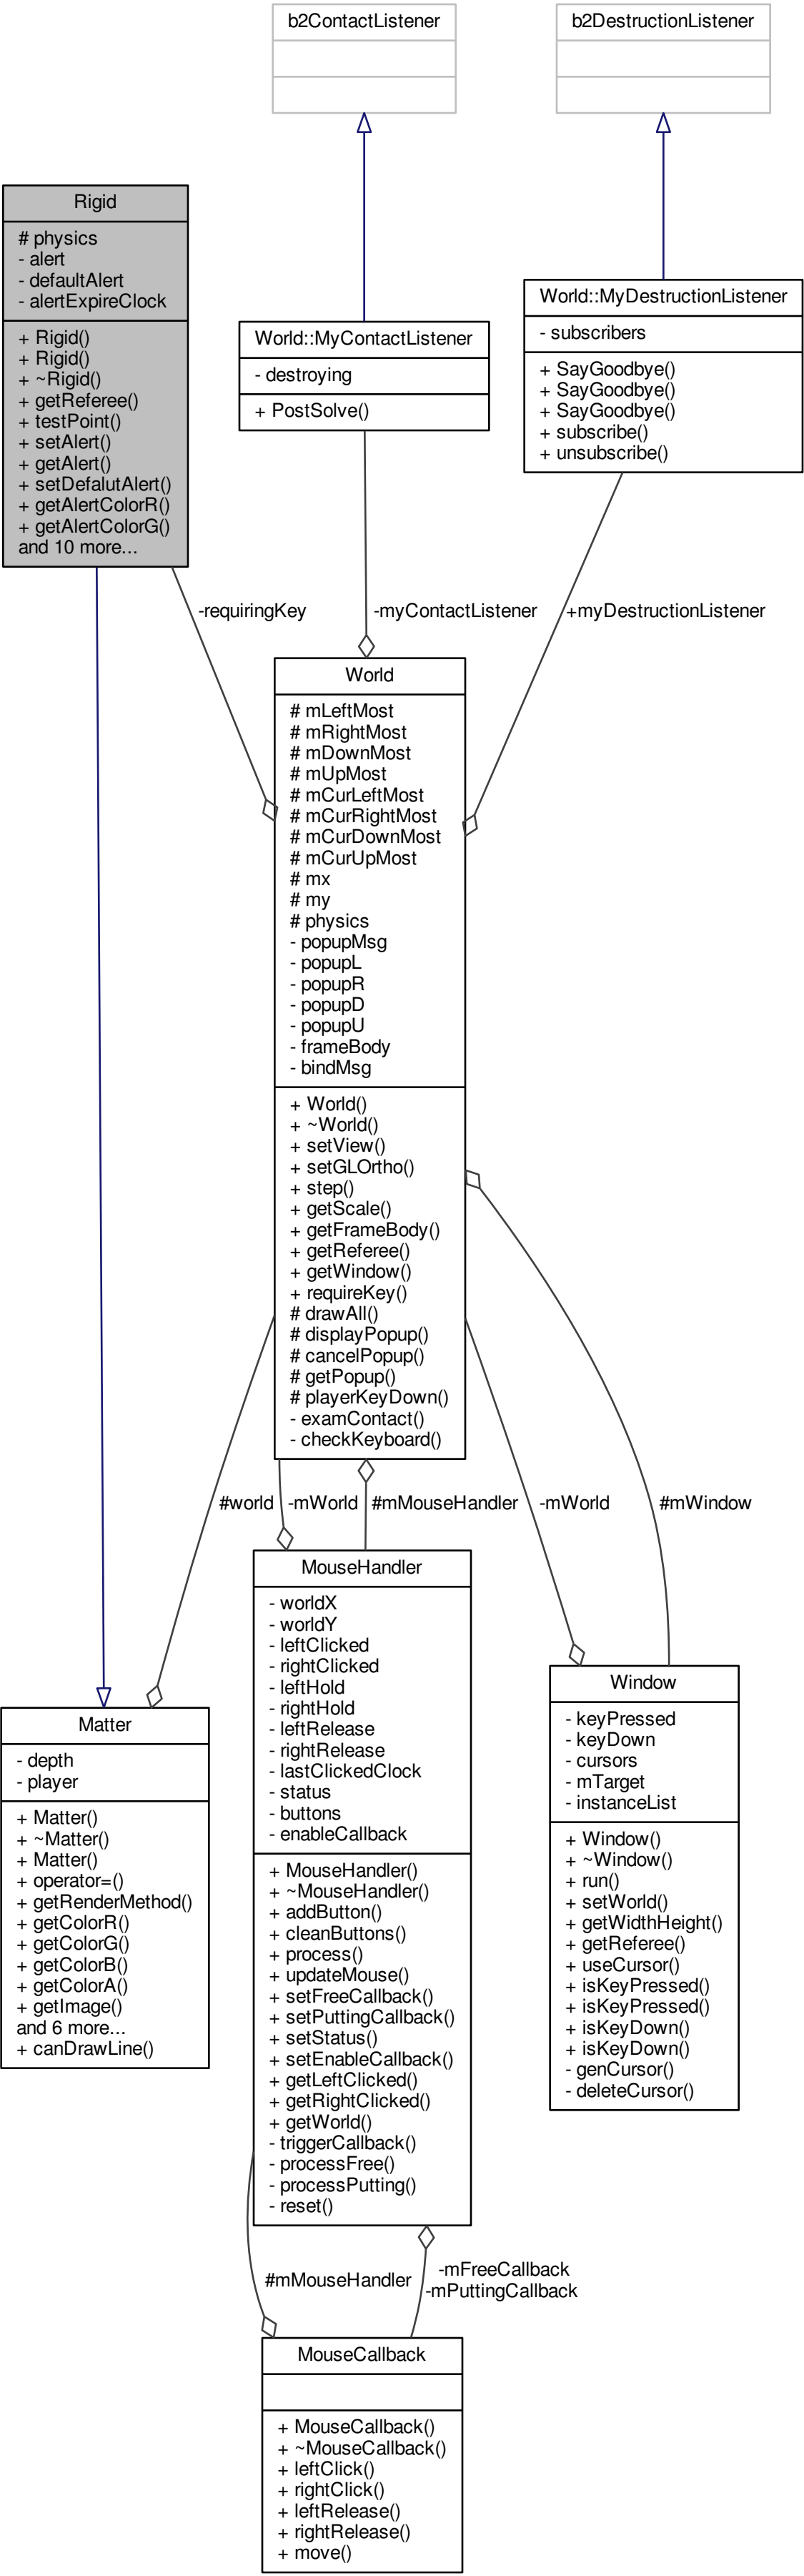 b2ContactListener
b2DestructionListener
Rigid
# physics
- alert
- defaultAlert
- alertExpireClock
+ Rigid()
+ Rigid()
+ ~Rigid()
+ getReferee()
+ testPoint()
+ setAlert()
+ getAlert()
+ setDefalutAlert()
+ getAlertColorR()
+ getAlertColorG()
and 10 more...
World::MyContactListener
- destroying
+ PostSolve()
World::MyDestructionListener
- subscribers
+ SayGoodbye()
+ SayGoodbye()
+ SayGoodbye()
+ subscribe()
+ unsubscribe()
-requiringKey
-myContactListener
+myDestructionListener
World
# mLeftMost
# mRightMost
# mDownMost
# mUpMost
# mCurLeftMost
# mCurRightMost
# mCurDownMost
# mCurUpMost
# mx
# my
# physics
- popupMsg
- popupL
- popupR
- popupD
- popupU
- frameBody
- bindMsg
+ World()
+ ~World()
+ setView()
+ setGLOrtho()
+ step()
+ getScale()
+ getFrameBody()
+ getReferee()
+ getWindow()
+ requireKey()
# drawAll()
# displayPopup()
# cancelPopup()
# getPopup()
# playerKeyDown()
- examContact()
- checkKeyboard()
#world
-mWorld
#mMouseHandler
-mWorld
#mWindow
MouseHandler
- worldX
- worldY
- leftClicked
- rightClicked
- leftHold
- rightHold
- leftRelease
- rightRelease
- lastClickedClock
- status
- buttons
- enableCallback
+ MouseHandler()
+ ~MouseHandler()
+ addButton()
+ cleanButtons()
+ process()
+ updateMouse()
+ setFreeCallback()
+ setPuttingCallback()
+ setStatus()
+ setEnableCallback()
+ getLeftClicked()
+ getRightClicked()
+ getWorld()
- triggerCallback()
- processFree()
- processPutting()
- reset()
Window
- keyPressed
- keyDown
- cursors
- mTarget
- instanceList
+ Window()
+ ~Window()
+ run()
+ setWorld()
+ getWidthHeight()
+ getReferee()
+ useCursor()
+ isKeyPressed()
+ isKeyPressed()
+ isKeyDown()
+ isKeyDown()
- genCursor()
- deleteCursor()
Matter
- depth
- player
+ Matter()
+ ~Matter()
+ Matter()
+ operator=()
+ getRenderMethod()
+ getColorR()
+ getColorG()
+ getColorB()
+ getColorA()
+ getImage()
and 6 more...
+ canDrawLine()
#mMouseHandler
-mFreeCallback
-mPuttingCallback
MouseCallback
+ MouseCallback()
+ ~MouseCallback()
+ leftClick()
+ rightClick()
+ leftRelease()
+ rightRelease()
+ move()